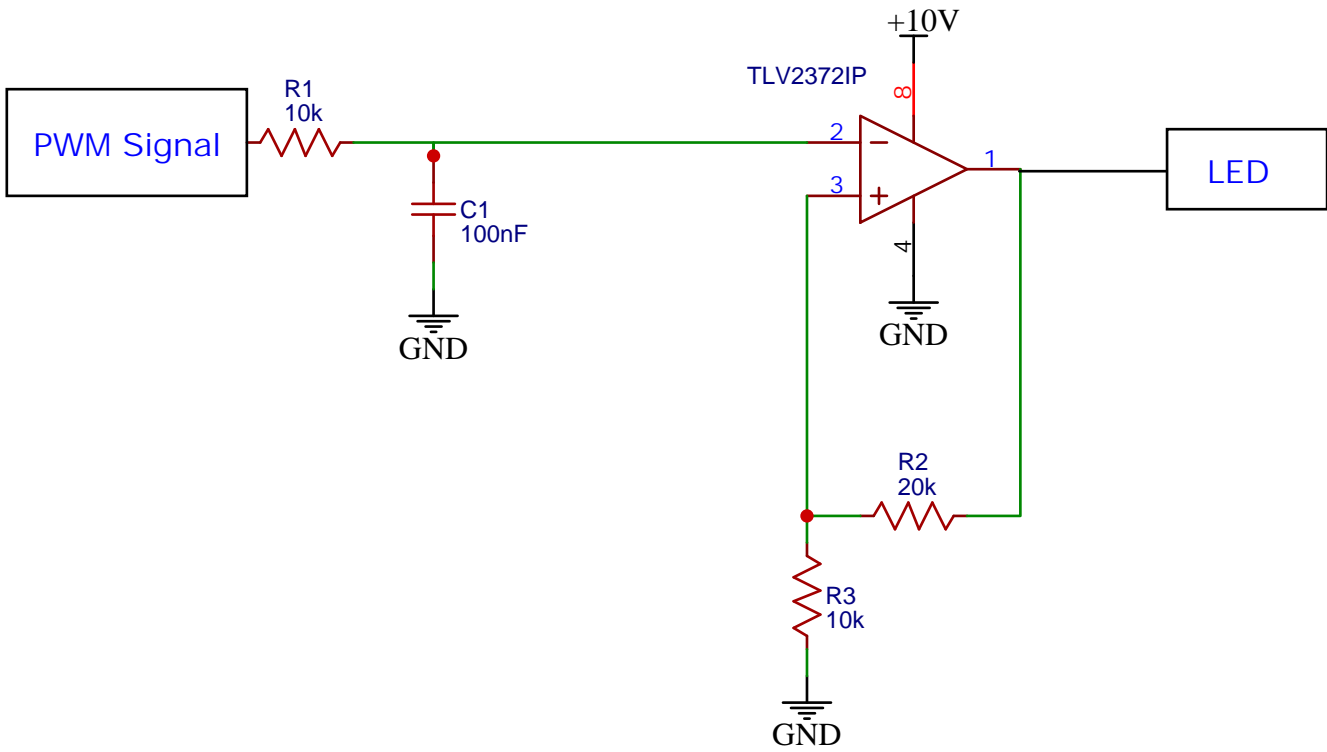 +10V
TLV2372IP
R1
10k
8
PWM Signal
2
−
1
LED
3
+
C1
100nF
4
GND
GND
R2
20k
R3
10k
GND